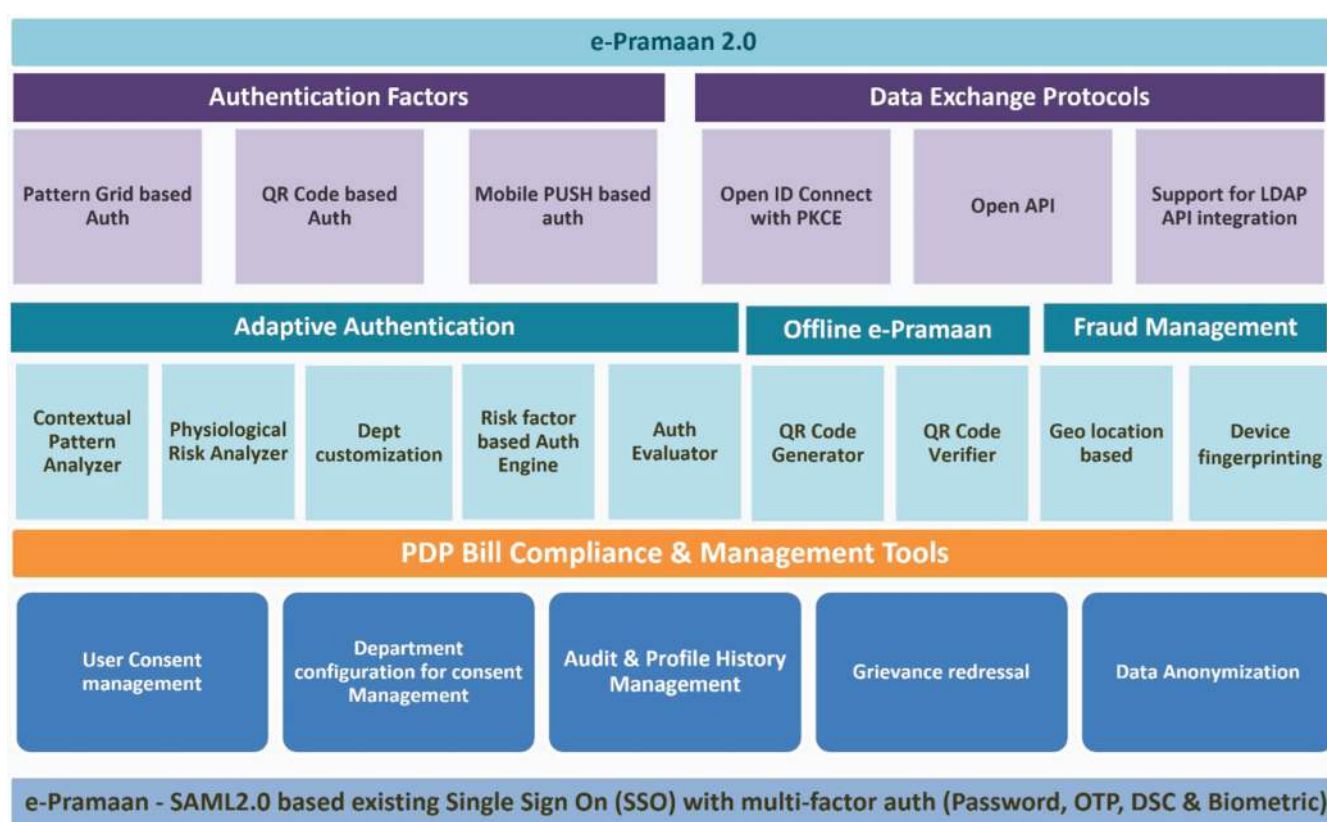 e-Pramaan 2.0
Authentication Factors
Data Exchange Protocols
Pattern Grid based
Auth
QR Code based
Auth
Mobile PUSH based
auth
Open ID Connect
with PKCE
Open API
Support for LDAP
API integration
Adaptive Authentication
Offline e-Pramaan
Fraud Management
Contextual
Pattern
Analyzer
Physiological
Risk Analyzer
Dept
customization
Risk factor
based Auth
Engine
Auth
Evaluator
QR Code
Generator
QR Code
Verifier
Geo location
based
Device
fingerprinting
PDP Bill Compliance & Management Tools
User Consent
management
Department
configuration for consent
Management
Audit & Profile History
Management
Grievance redressal
Data Anonymization
e-Pramaan - SAML2.0 based existing Single Sign On (SSO) with multi-factor auth (Password, OTP, DSC & Biometric)